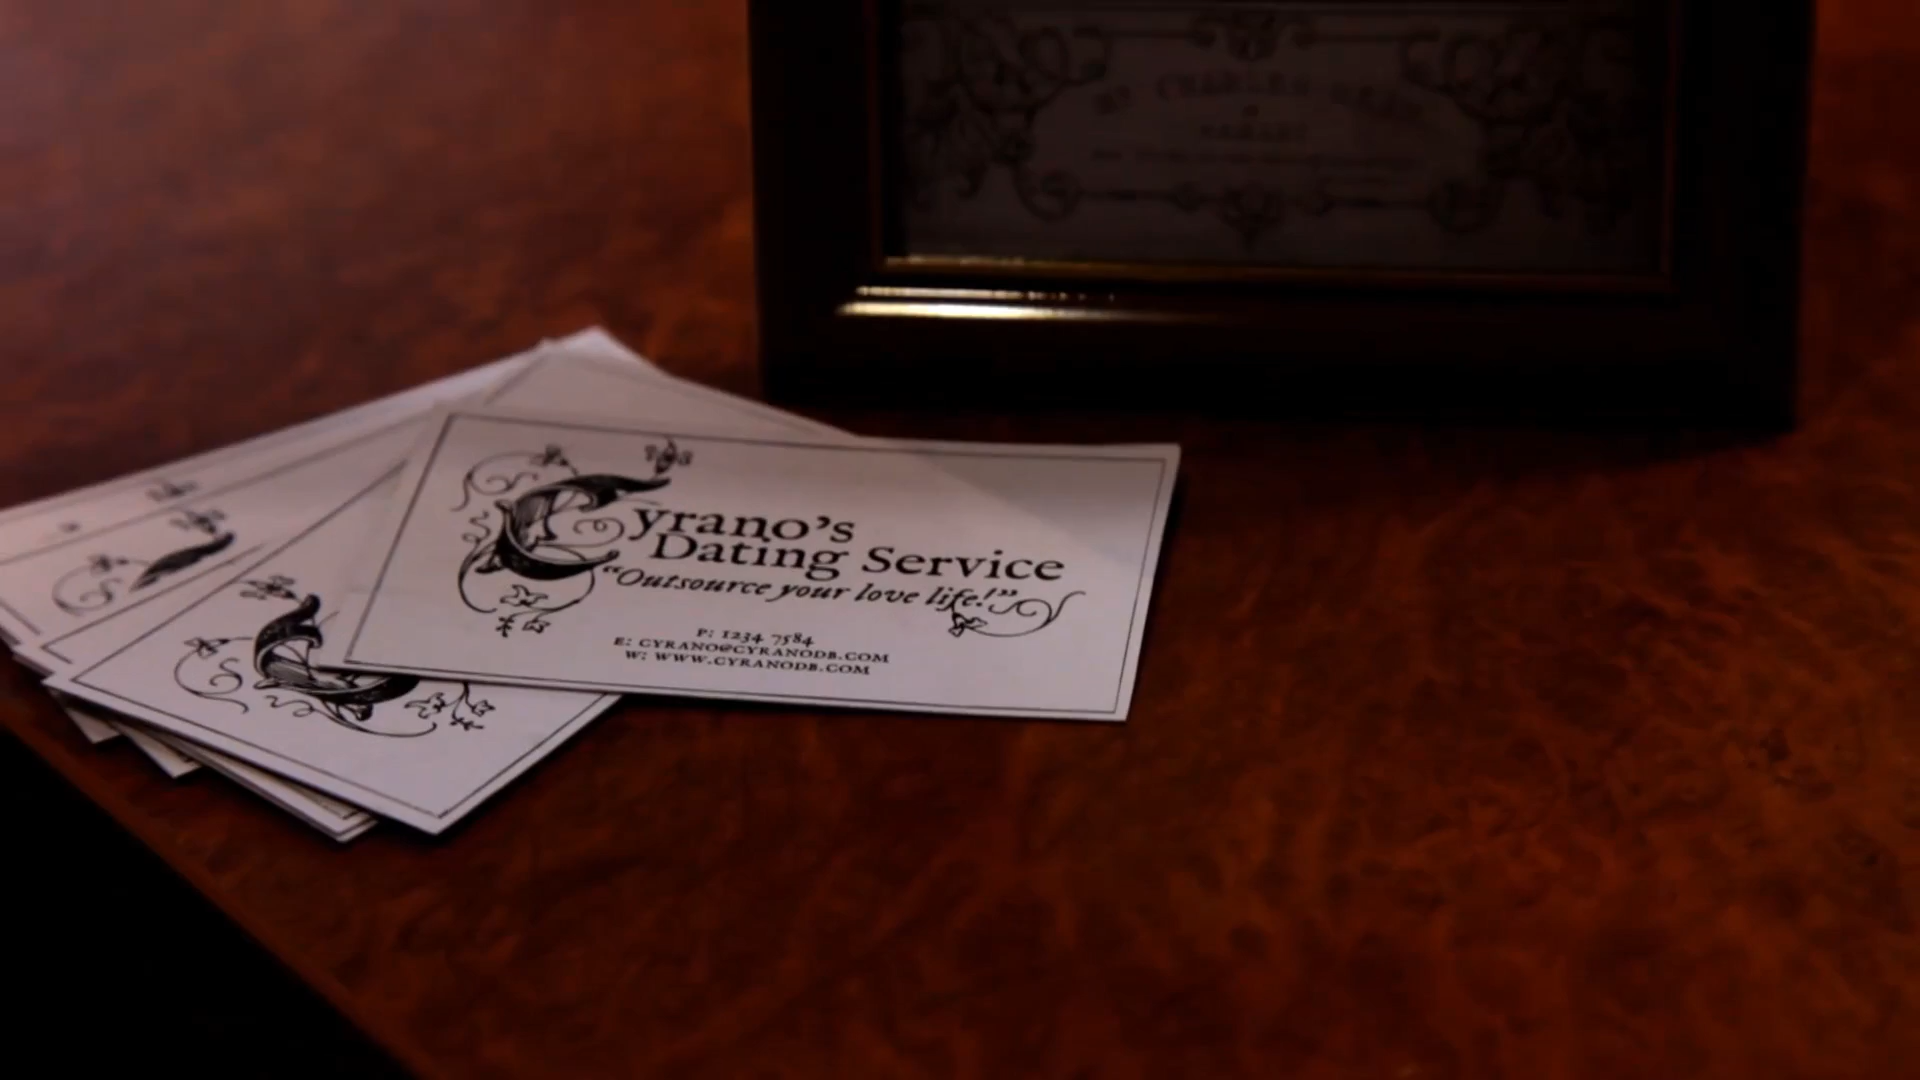 Cyrano's
Dating Service
"Outsource your love life!"
P: 1234 7584
E: CYRANO@CYRANODB.COM
W: WWW.CYRANODB.COM